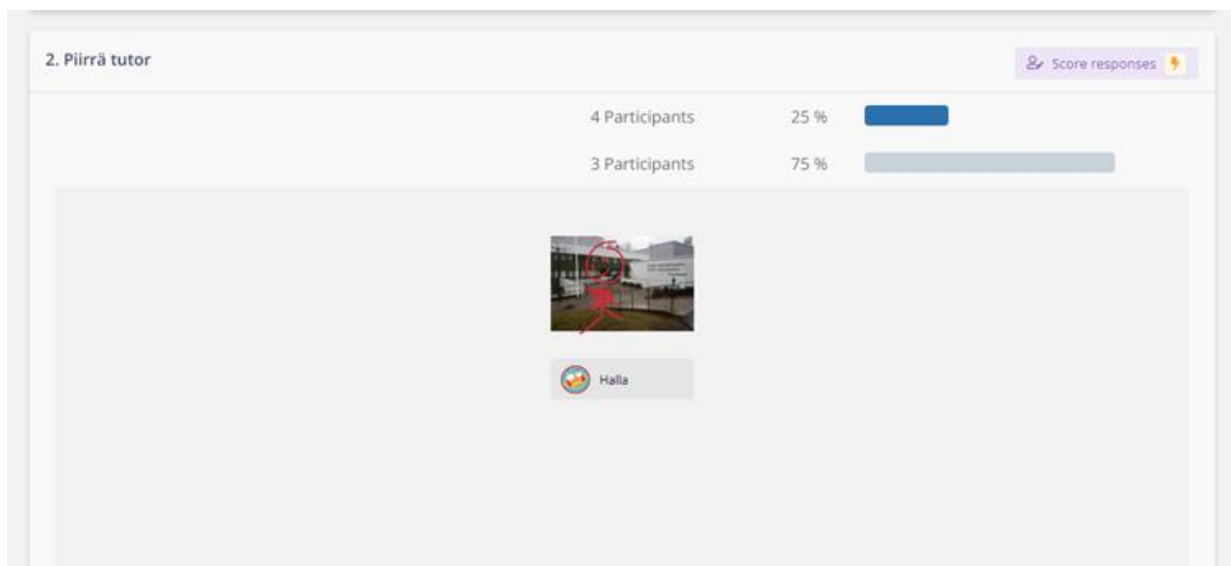 2. Piirrä tutor
Score responses
4 Participants 25 %
3 Participants 75 %
Halla